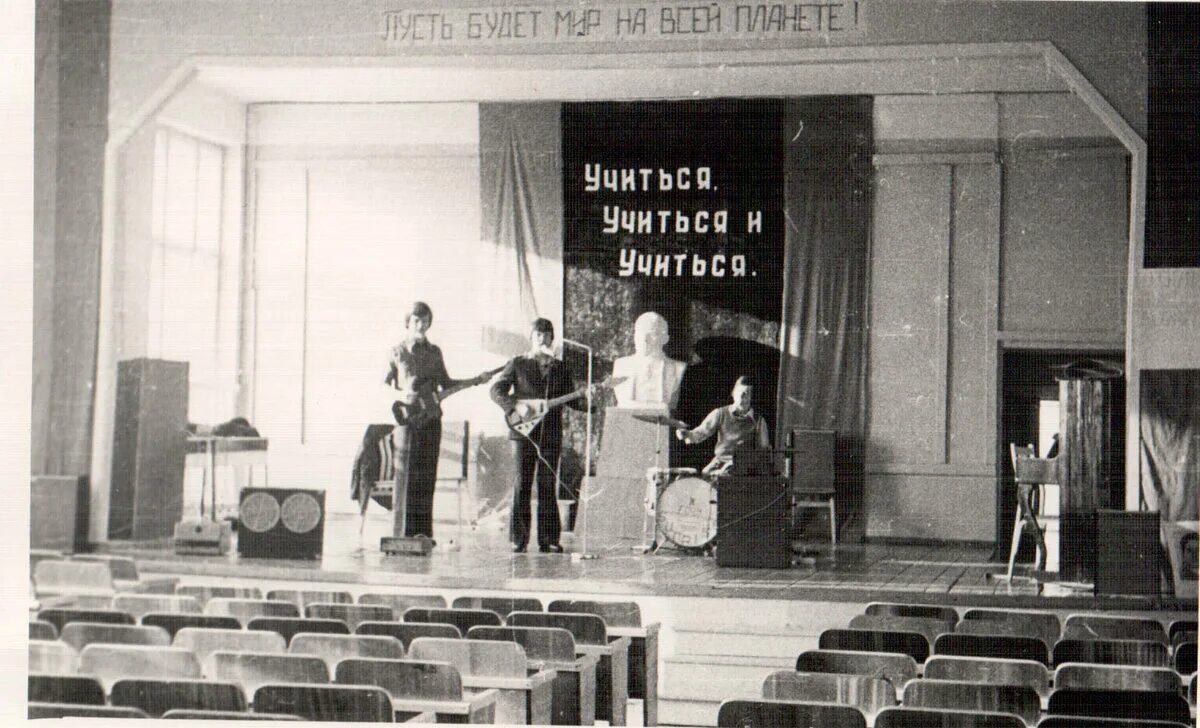 ПУСТЬ БУДЕТ МИР НА ВСЕЙ ПЛАНЕТЕ!
Учиться,
Учиться и
Учиться.